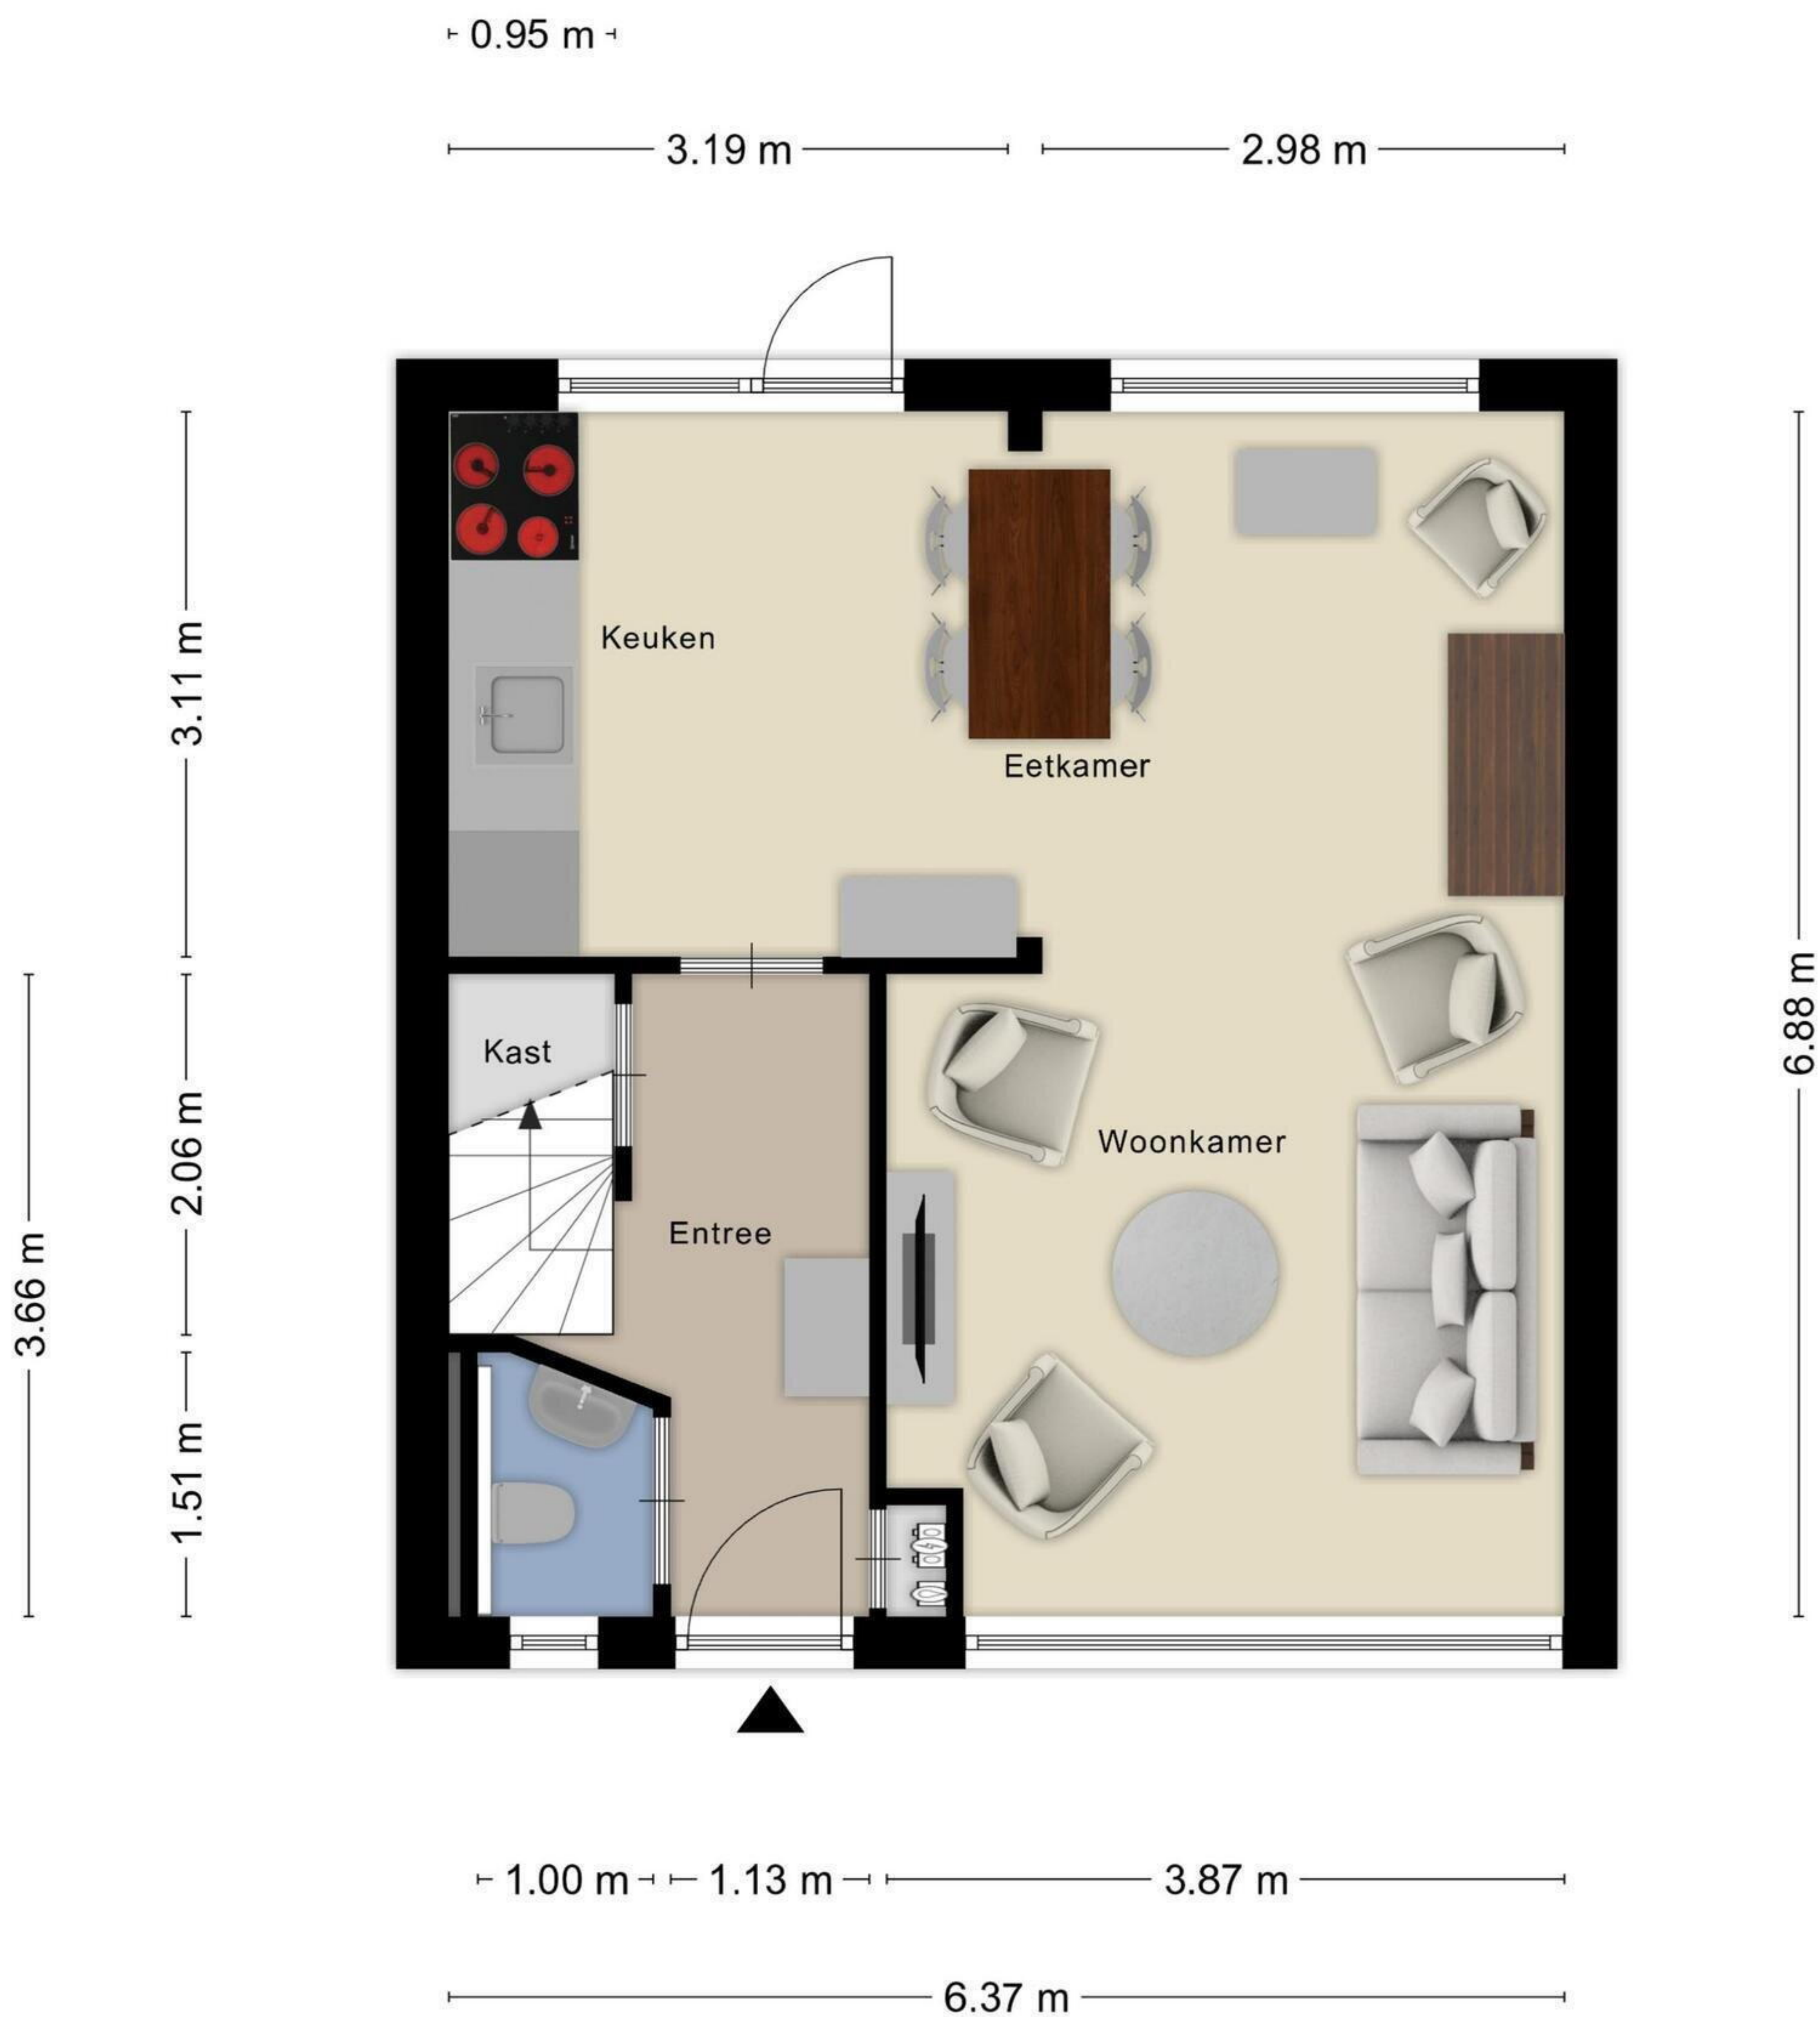 0.95 m
3.19 m
2.98 m
Keuken
3.11 m
Eetkamer
6.88 m
Kast
2.06 m
Woonkamer
Entree
3.66 m
1.51 m
1.00 m
1.13 m
3.87 m
6.37 m